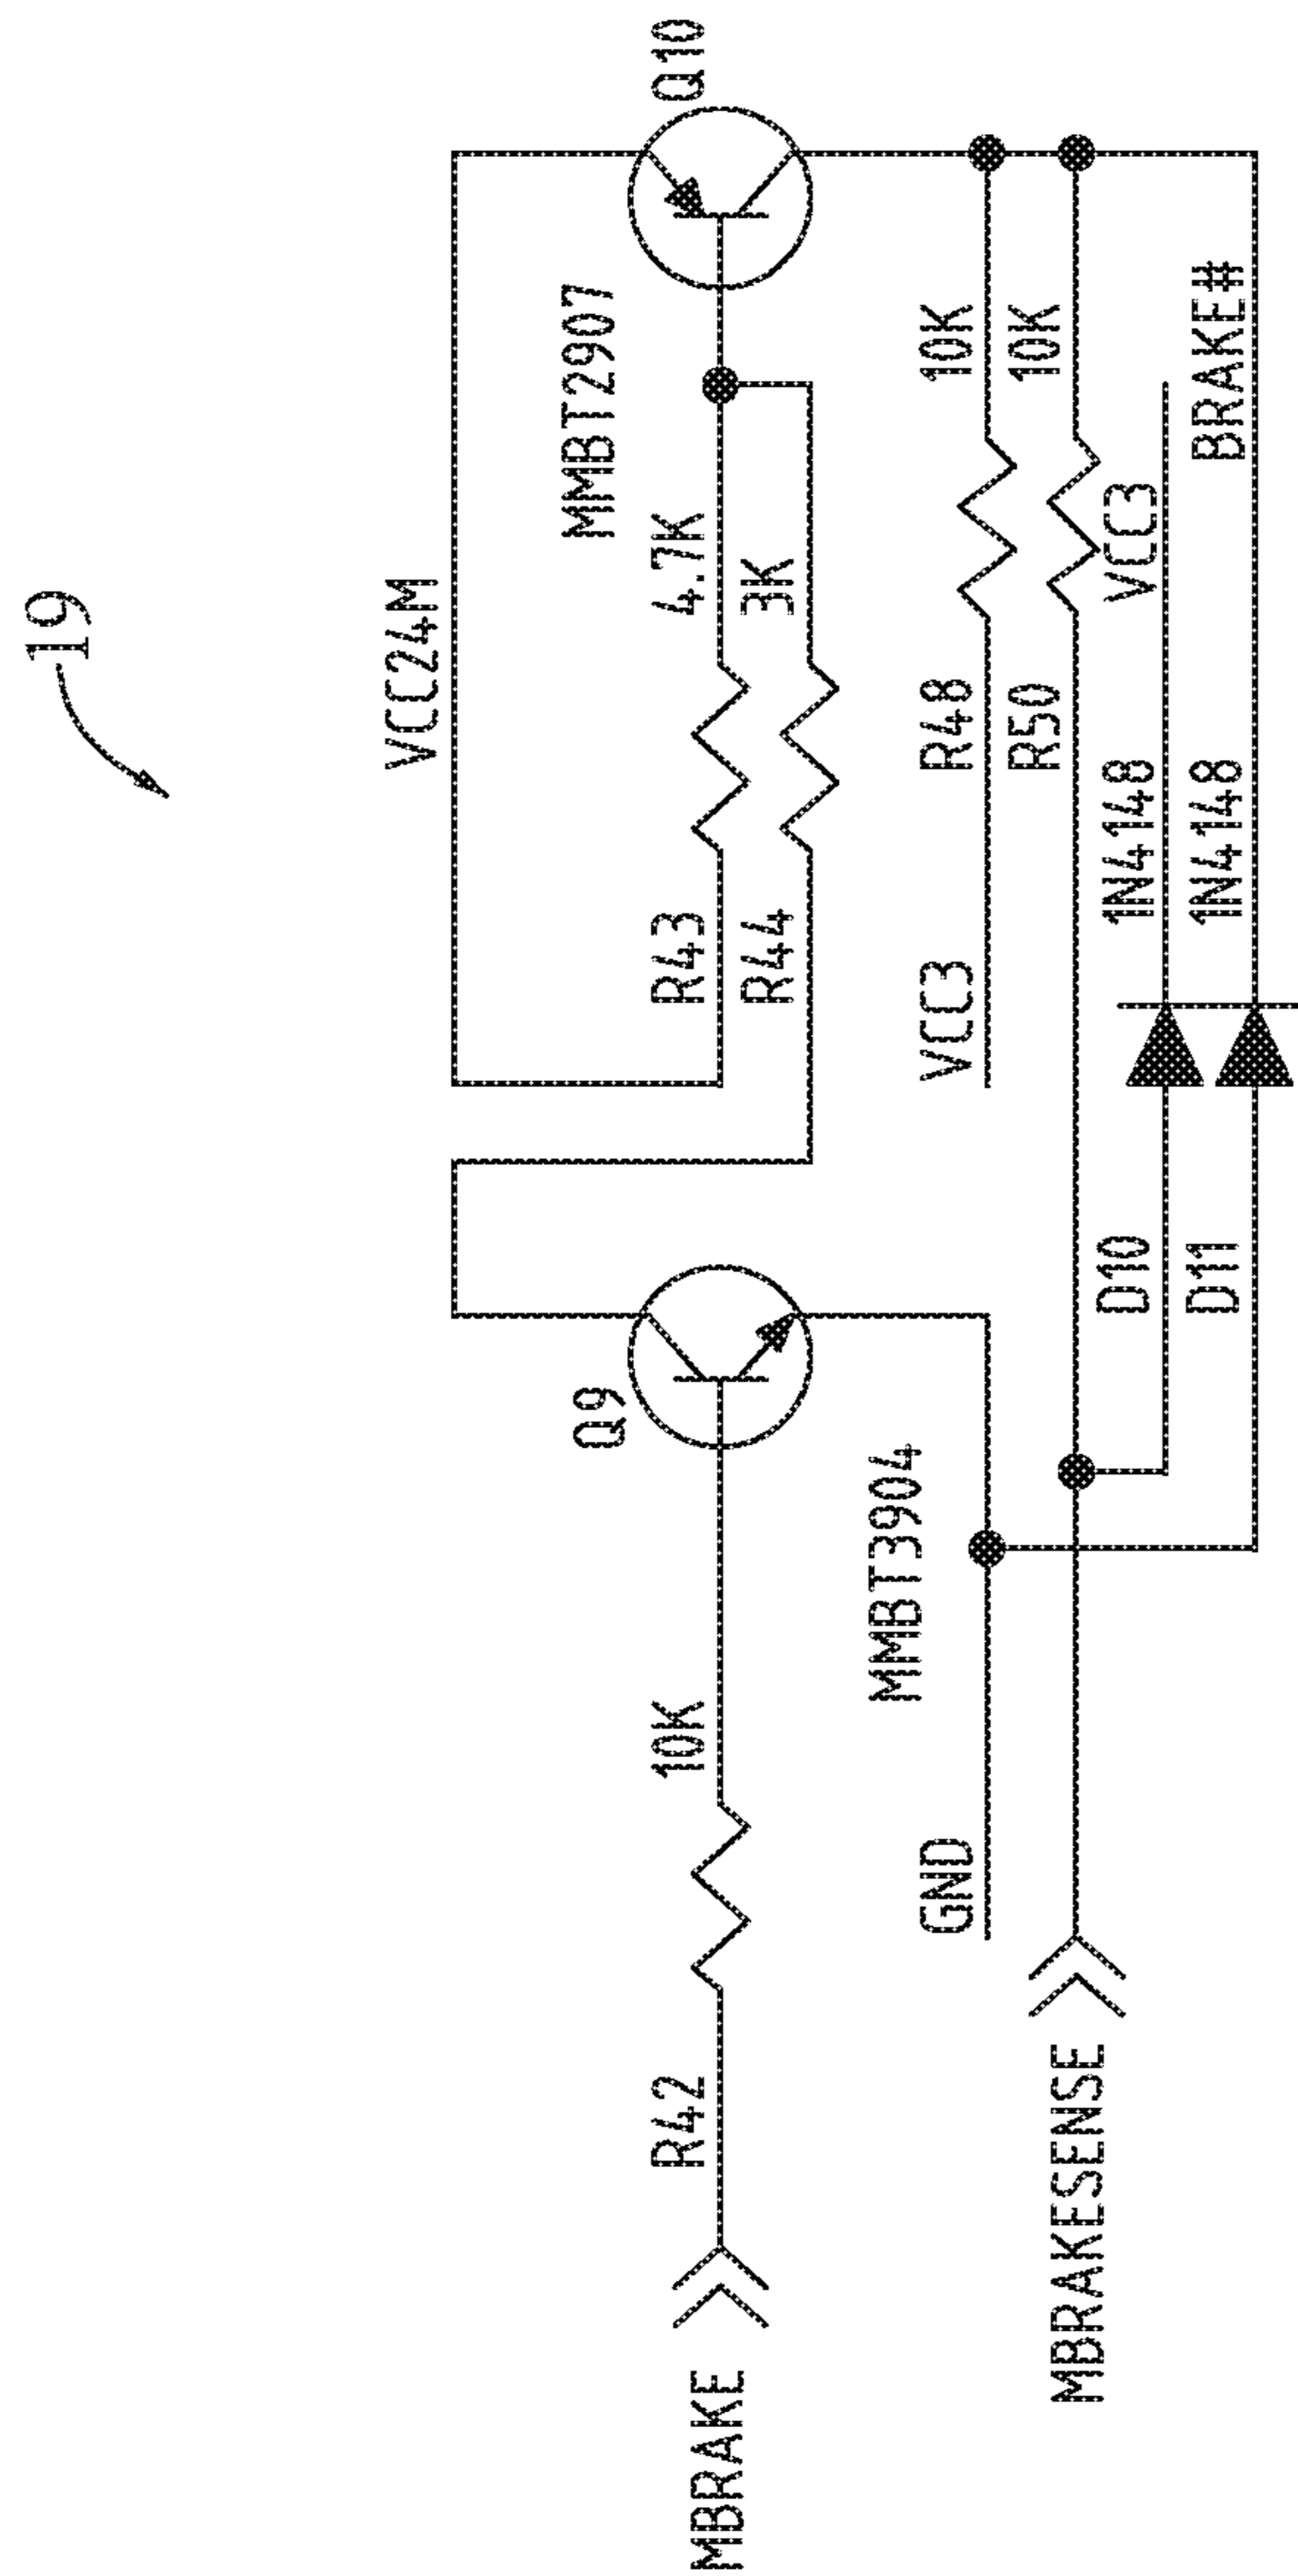 19
VCC24M
Q9
MMBT2907
Q10
R42
10K
R43
4.7K
R44
3K
MMBT3904
GND
VCC3
R48
10K
MBRAKE
MBRAKESENSE
R50
10K
D10
1N4148
VCC3
D11
1N4148
BRAKE#